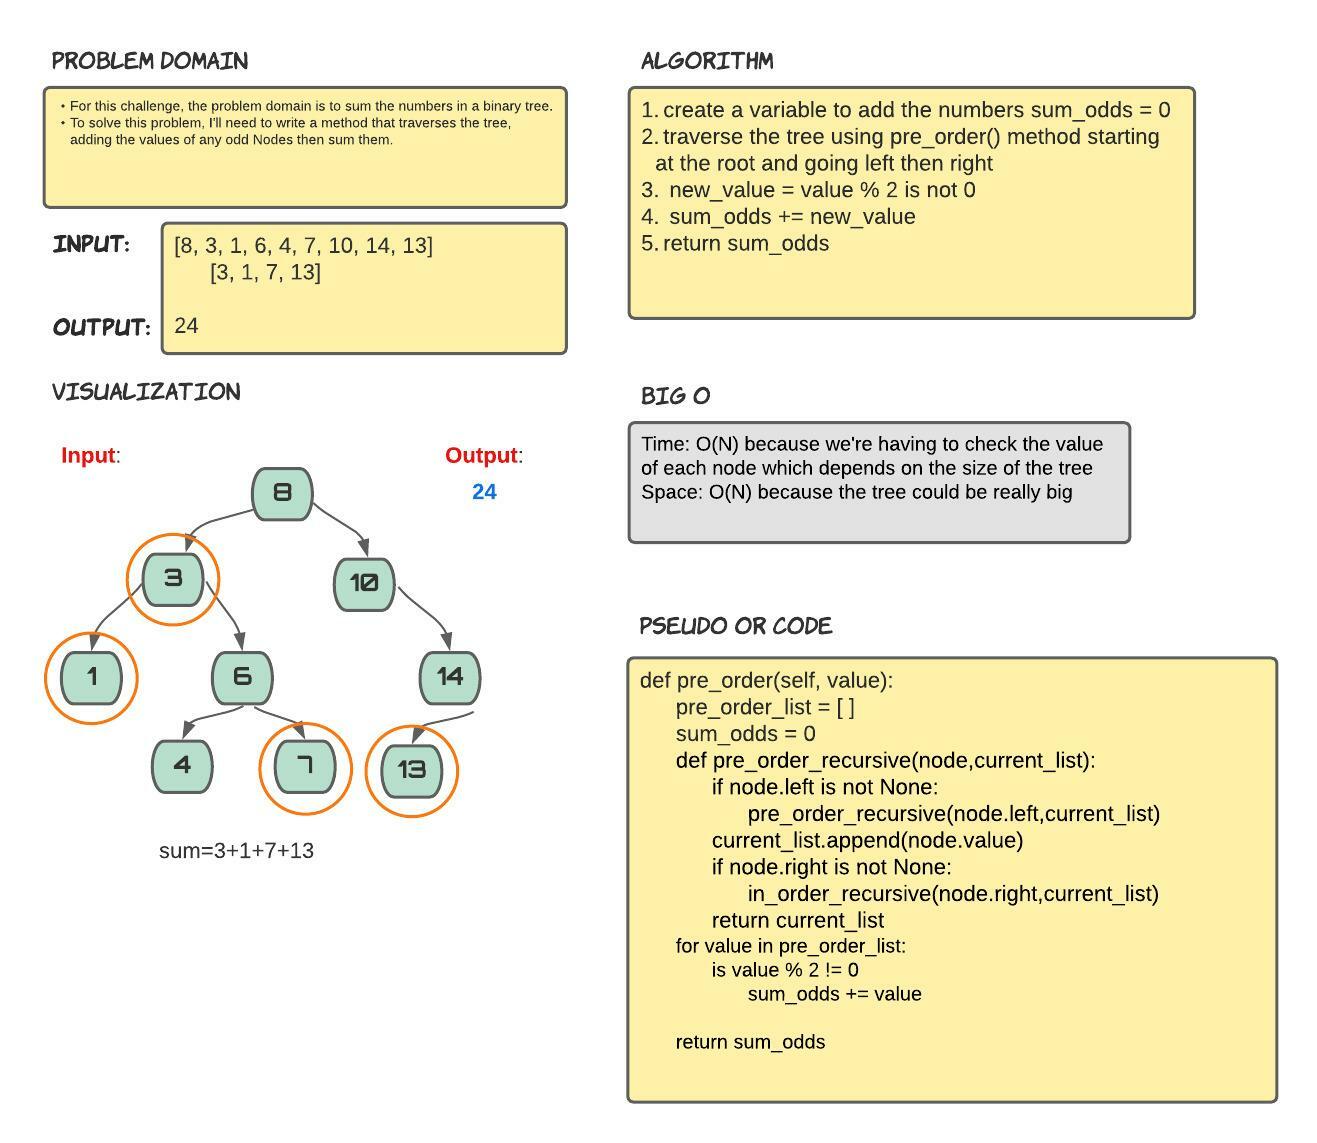 PROBLEM DOMAIN
• For this challenge, the problem domain is to sum the numbers in a binary tree.
• To solve this problem, I'll need to write a method that traverses the tree,
adding the values of any odd Nodes then sum them.
INPUT:
[8, 3, 1, 6, 4, 7, 10, 14, 13]
[3, 1, 7, 13]
OUTPUT:
24
VISUALIZATION
Input:
Output:
24
8
3
10
1
6
14
4
7
13
sum=3+1+7+13
ALGORITHM
1. create a variable to add the numbers sum_odds = 0
2. traverse the tree using pre_order() method starting
at the root and going left then right
3. new_value = value % 2 is not 0
4. sum_odds += new_value
5. return sum_odds
BIG O
Time: O(N) because we're having to check the value
of each node which depends on the size of the tree
Space: O(N) because the tree could be really big
PSEUDO OR CODE
def pre_order(self, value):
pre_order_list = [ ]
sum_odds = 0
def pre_order_recursive(node,current_list):
if node.left is not None:
pre_order_recursive(node.left,current_list)
current_list.append(node.value)
if node.right is not None:
in_order_recursive(node.right,current_list)
return current_list
for value in pre_order_list:
is value % 2 != 0
sum_odds += value
return sum_odds